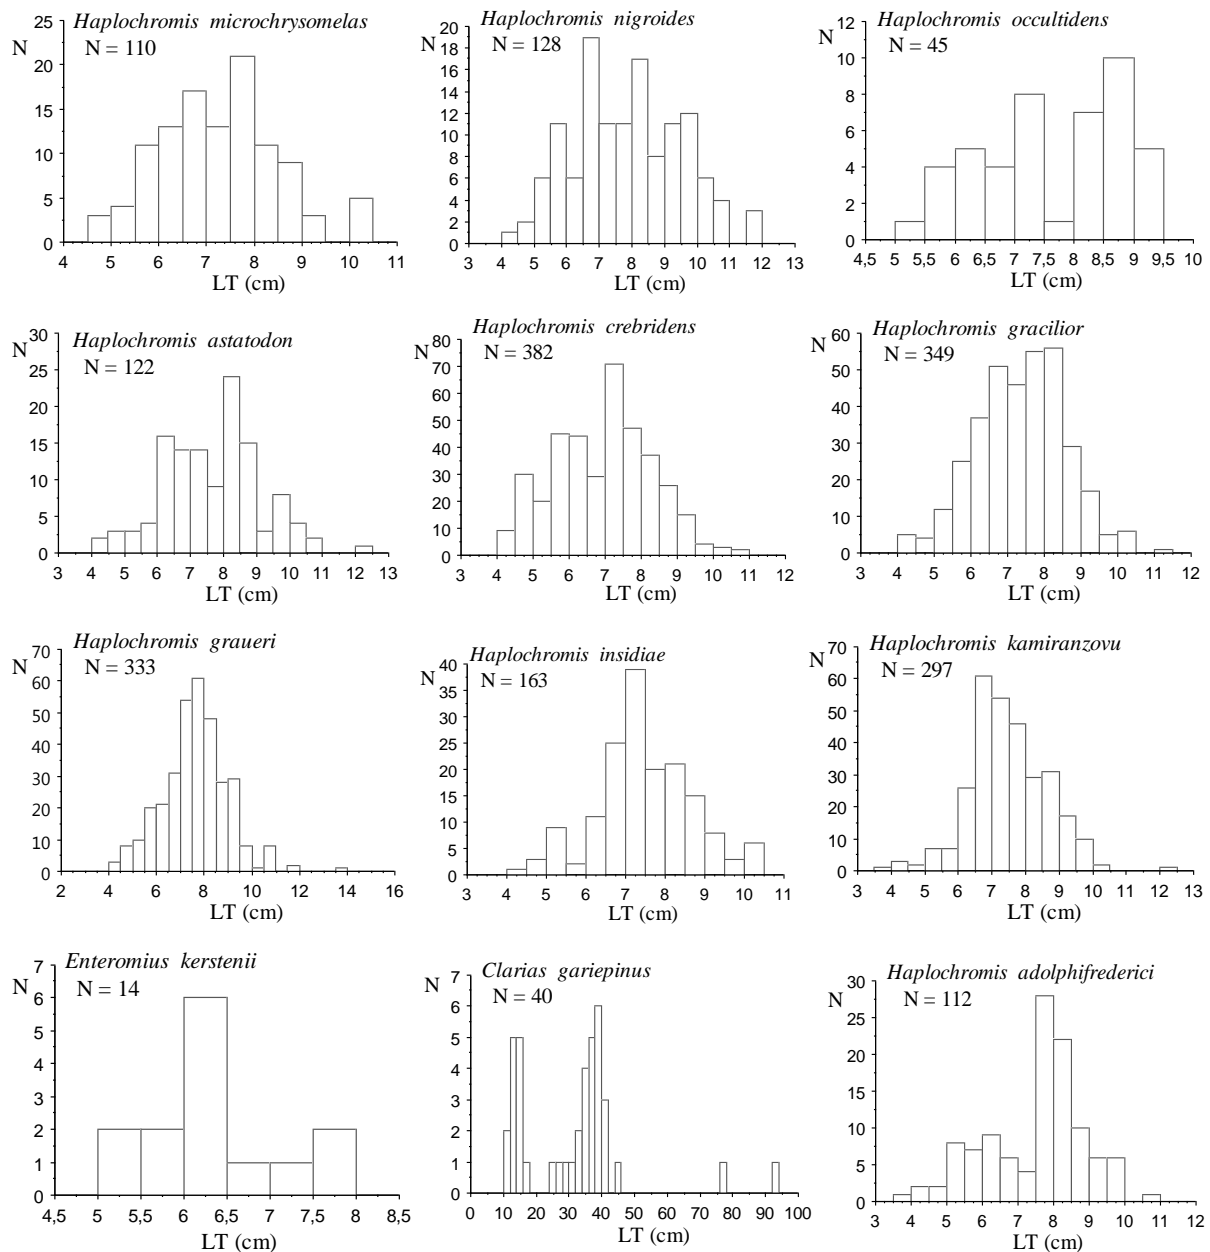 Haplochromis microchrysomelas
N = 110
N
25
20
15
10
5
0
4 5 6 7 8 9 10 11
LT (cm)
Haplochromis nigroides
N = 128
N
20
18
16
14
12
10
8
6
4
2
0
3 4 5 6 7 8 9 10 11 12 13
LT (cm)
Haplochromis occultidens
N = 45
N
12
10
8
6
4
2
0
4,5 5 5,5 6 6,5 7 7,5 8 8,5 9 9,5 10
LT (cm)
Haplochromis astatodon
N = 122
N
30
25
20
15
10
5
0
3 4 5 6 7 8 9 10 11 12 13
LT (cm)
Haplochromis crebridens
N = 382
N
80
70
60
50
40
30
20
10
0
3 4 5 6 7 8 9 10 11 12
LT (cm)
Haplochromis gracilior
N = 349
N
60
50
40
30
20
10
0
3 4 5 6 7 8 9 10 11 12
LT (cm)
Haplochromis graueri
N = 333
N
70
60
50
40
30
20
10
0
2 4 6 8 10 12 14 16
LT (cm)
Haplochromis insidiae
N = 163
N
40
35
30
25
20
15
10
5
0
3 4 5 6 7 8 9 10 11
LT (cm)
Haplochromis kamiranzovu
N = 297
N
70
60
50
40
30
20
10
0
3 4 5 6 7 8 9 10 11 12 13
LT (cm)
Enteromius kerstenii
N = 14
N
7
6
5
4
3
2
1
0
4,5 5 5,5 6 6,5 7 7,5 8 8,5
LT (cm)
Clarias gariepinus
N = 40
N
7
6
5
4
3
2
1
0
0 10 20 30 40 50 60 70 80 90 100
LT (cm)
Haplochromis adolphifrederici
N = 112
N
30
25
20
15
10
5
0
3 4 5 6 7 8 9 10 11 12
LT (cm)